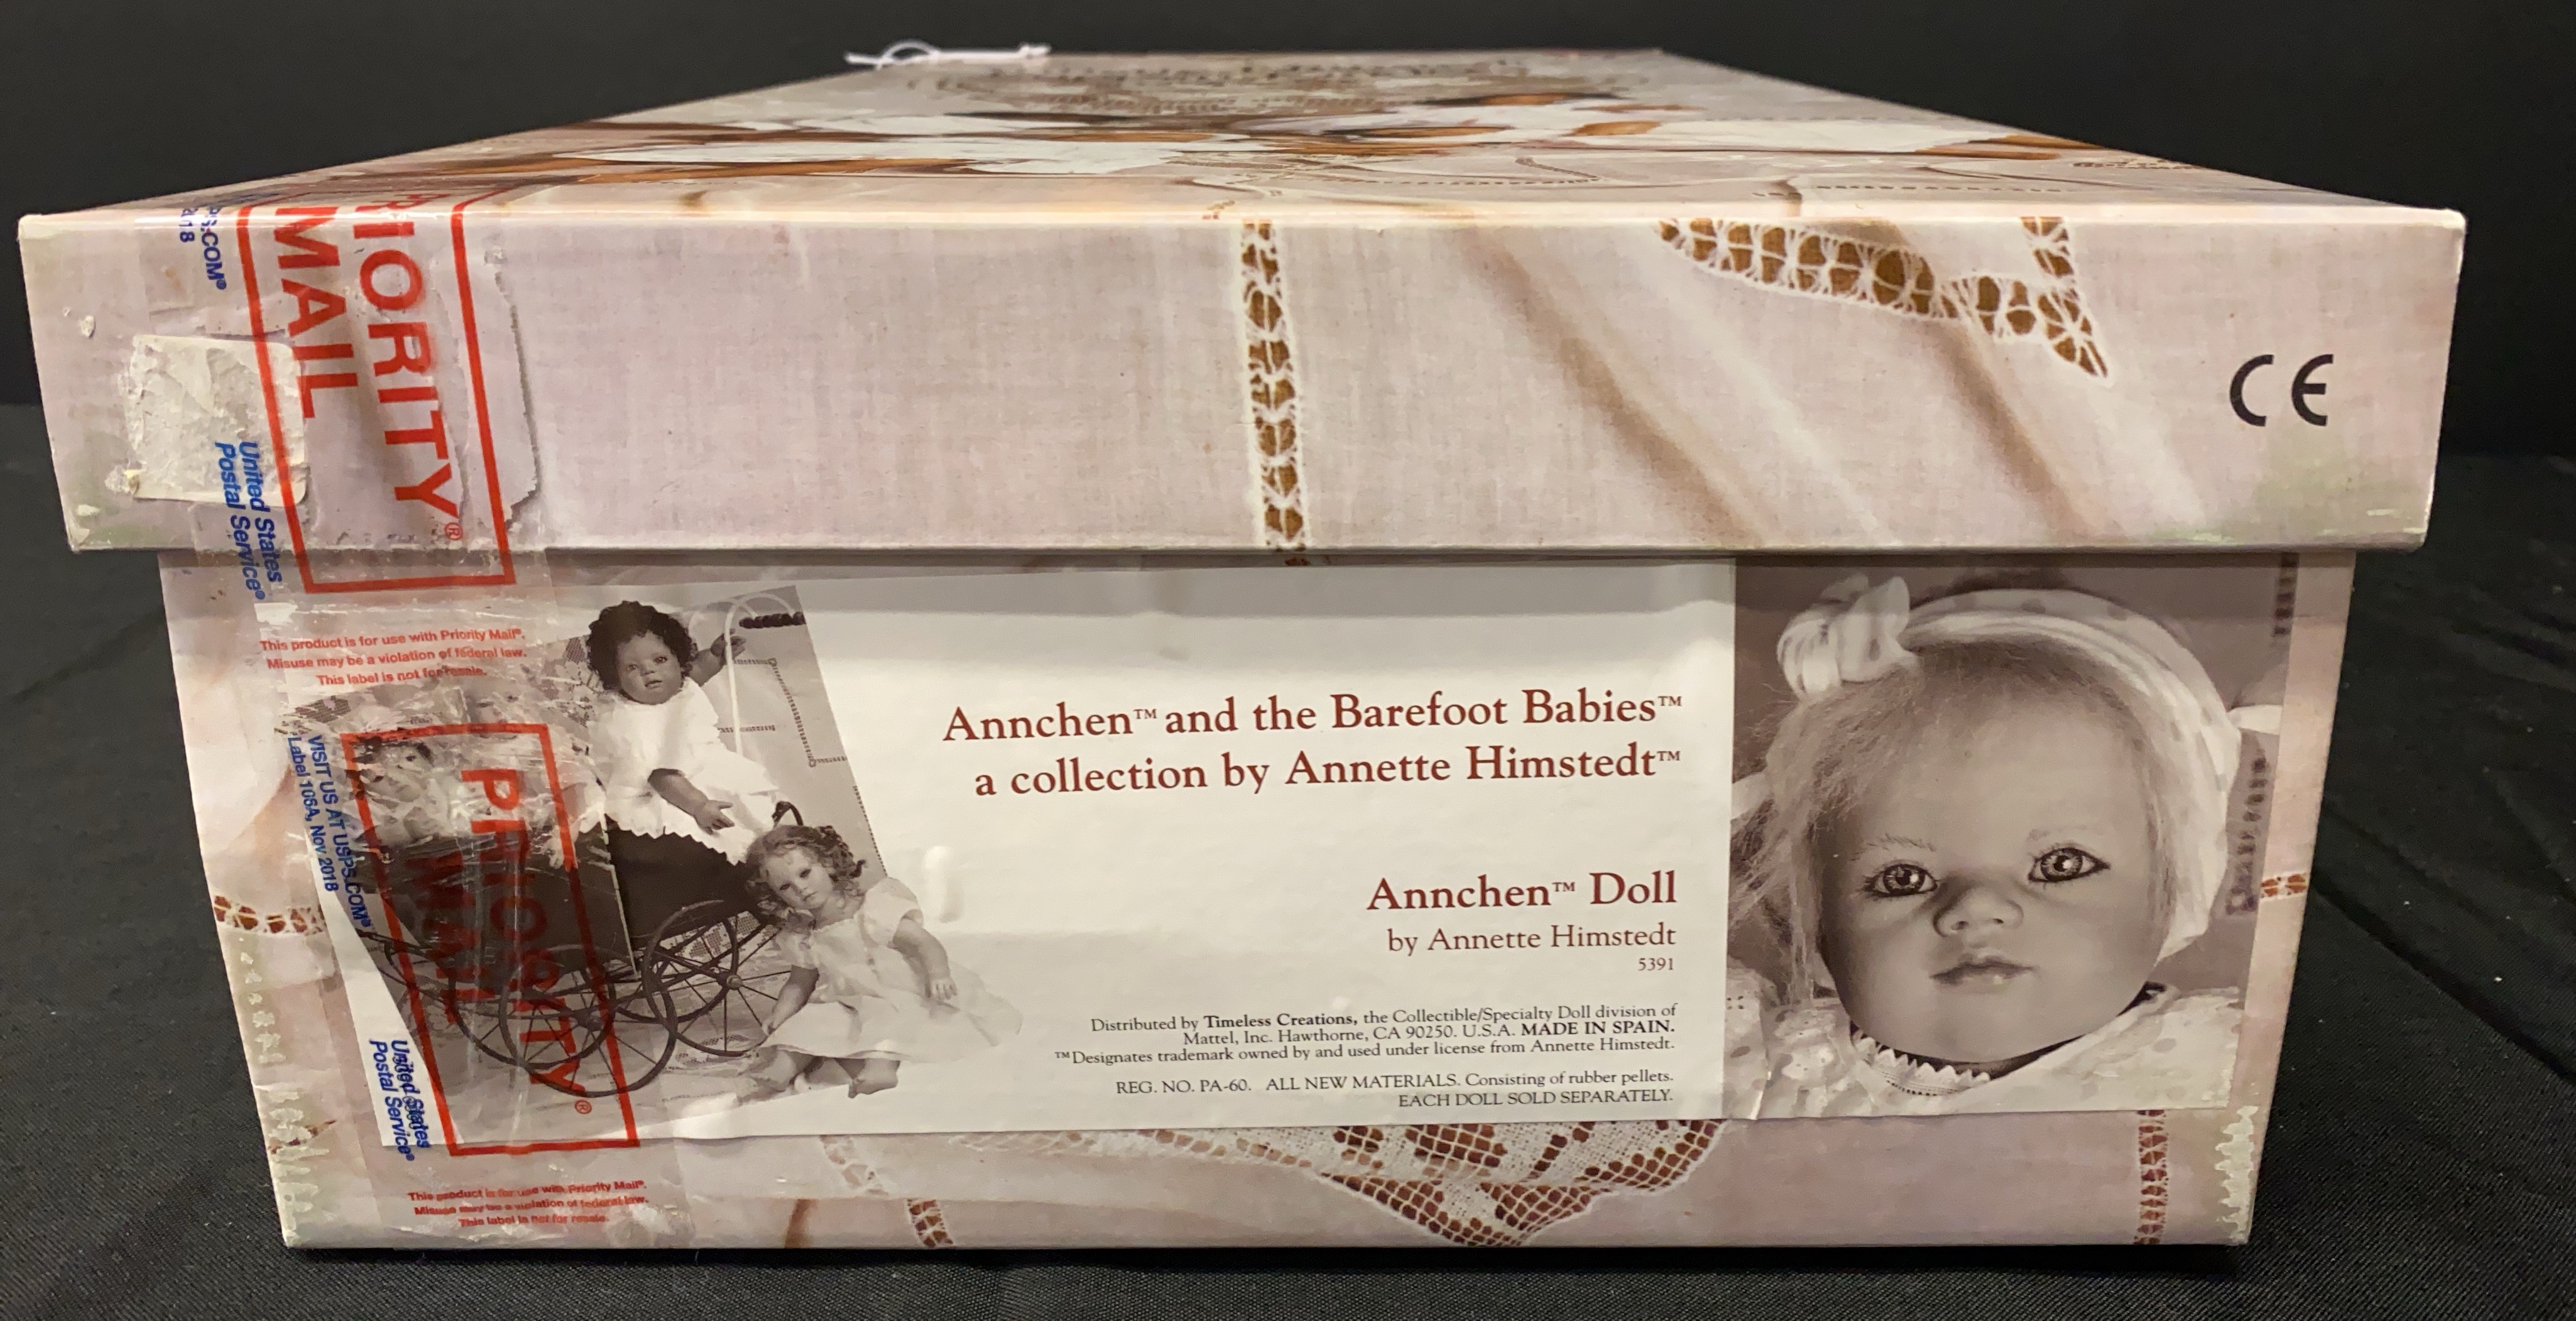 PS.COM®
2018
RIORITY®
MAIL
United States
Postal Service®
CE
This product is for use with Priority Mail®.
Misuse may be a violation of federal law.
This label is not for resale.
VISIT US AT USPS.COM®
Label 106A, Nov 2018
PRIORITY®
MAIL
United States
Postal Service®
This product is for use with Priority Mail®.
Misuse may be a violation of federal law.
This label is not for resale.
Annchen™ and the Barefoot Babies™
a collection by Annette Himstedt™
Annchen™ Doll
by Annette Himstedt
5391
Distributed by Timeless Creations, the Collectible/Specialty Doll division of
Mattel, Inc. Hawthorne, CA 90250. U.S.A. MADE IN SPAIN.
™Designates trademark owned by and used under license from Annette Himstedt.
REG. NO. PA-60. ALL NEW MATERIALS. Consisting of rubber pellets.
EACH DOLL SOLD SEPARATELY.